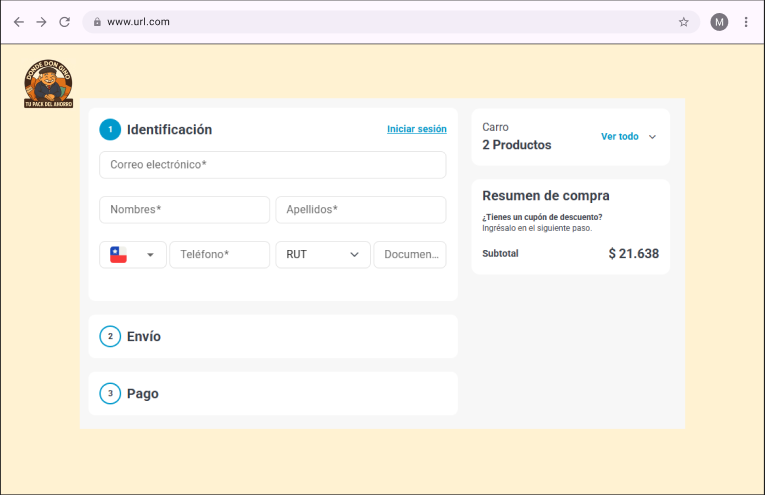 www.url.com
M
DONDE DON GINO
TU PACK DEL AHORRO
1 Identificación
Iniciar sesión
Correo electrónico*
Nombres*
Apellidos*
Teléfono*
RUT
Documen...
2 Envío
3 Pago
Carro
2 Productos
Ver todo
Resumen de compra
¿Tienes un cupón de descuento?
Ingrésalo en el siguiente paso.
Subtotal
$ 21.638